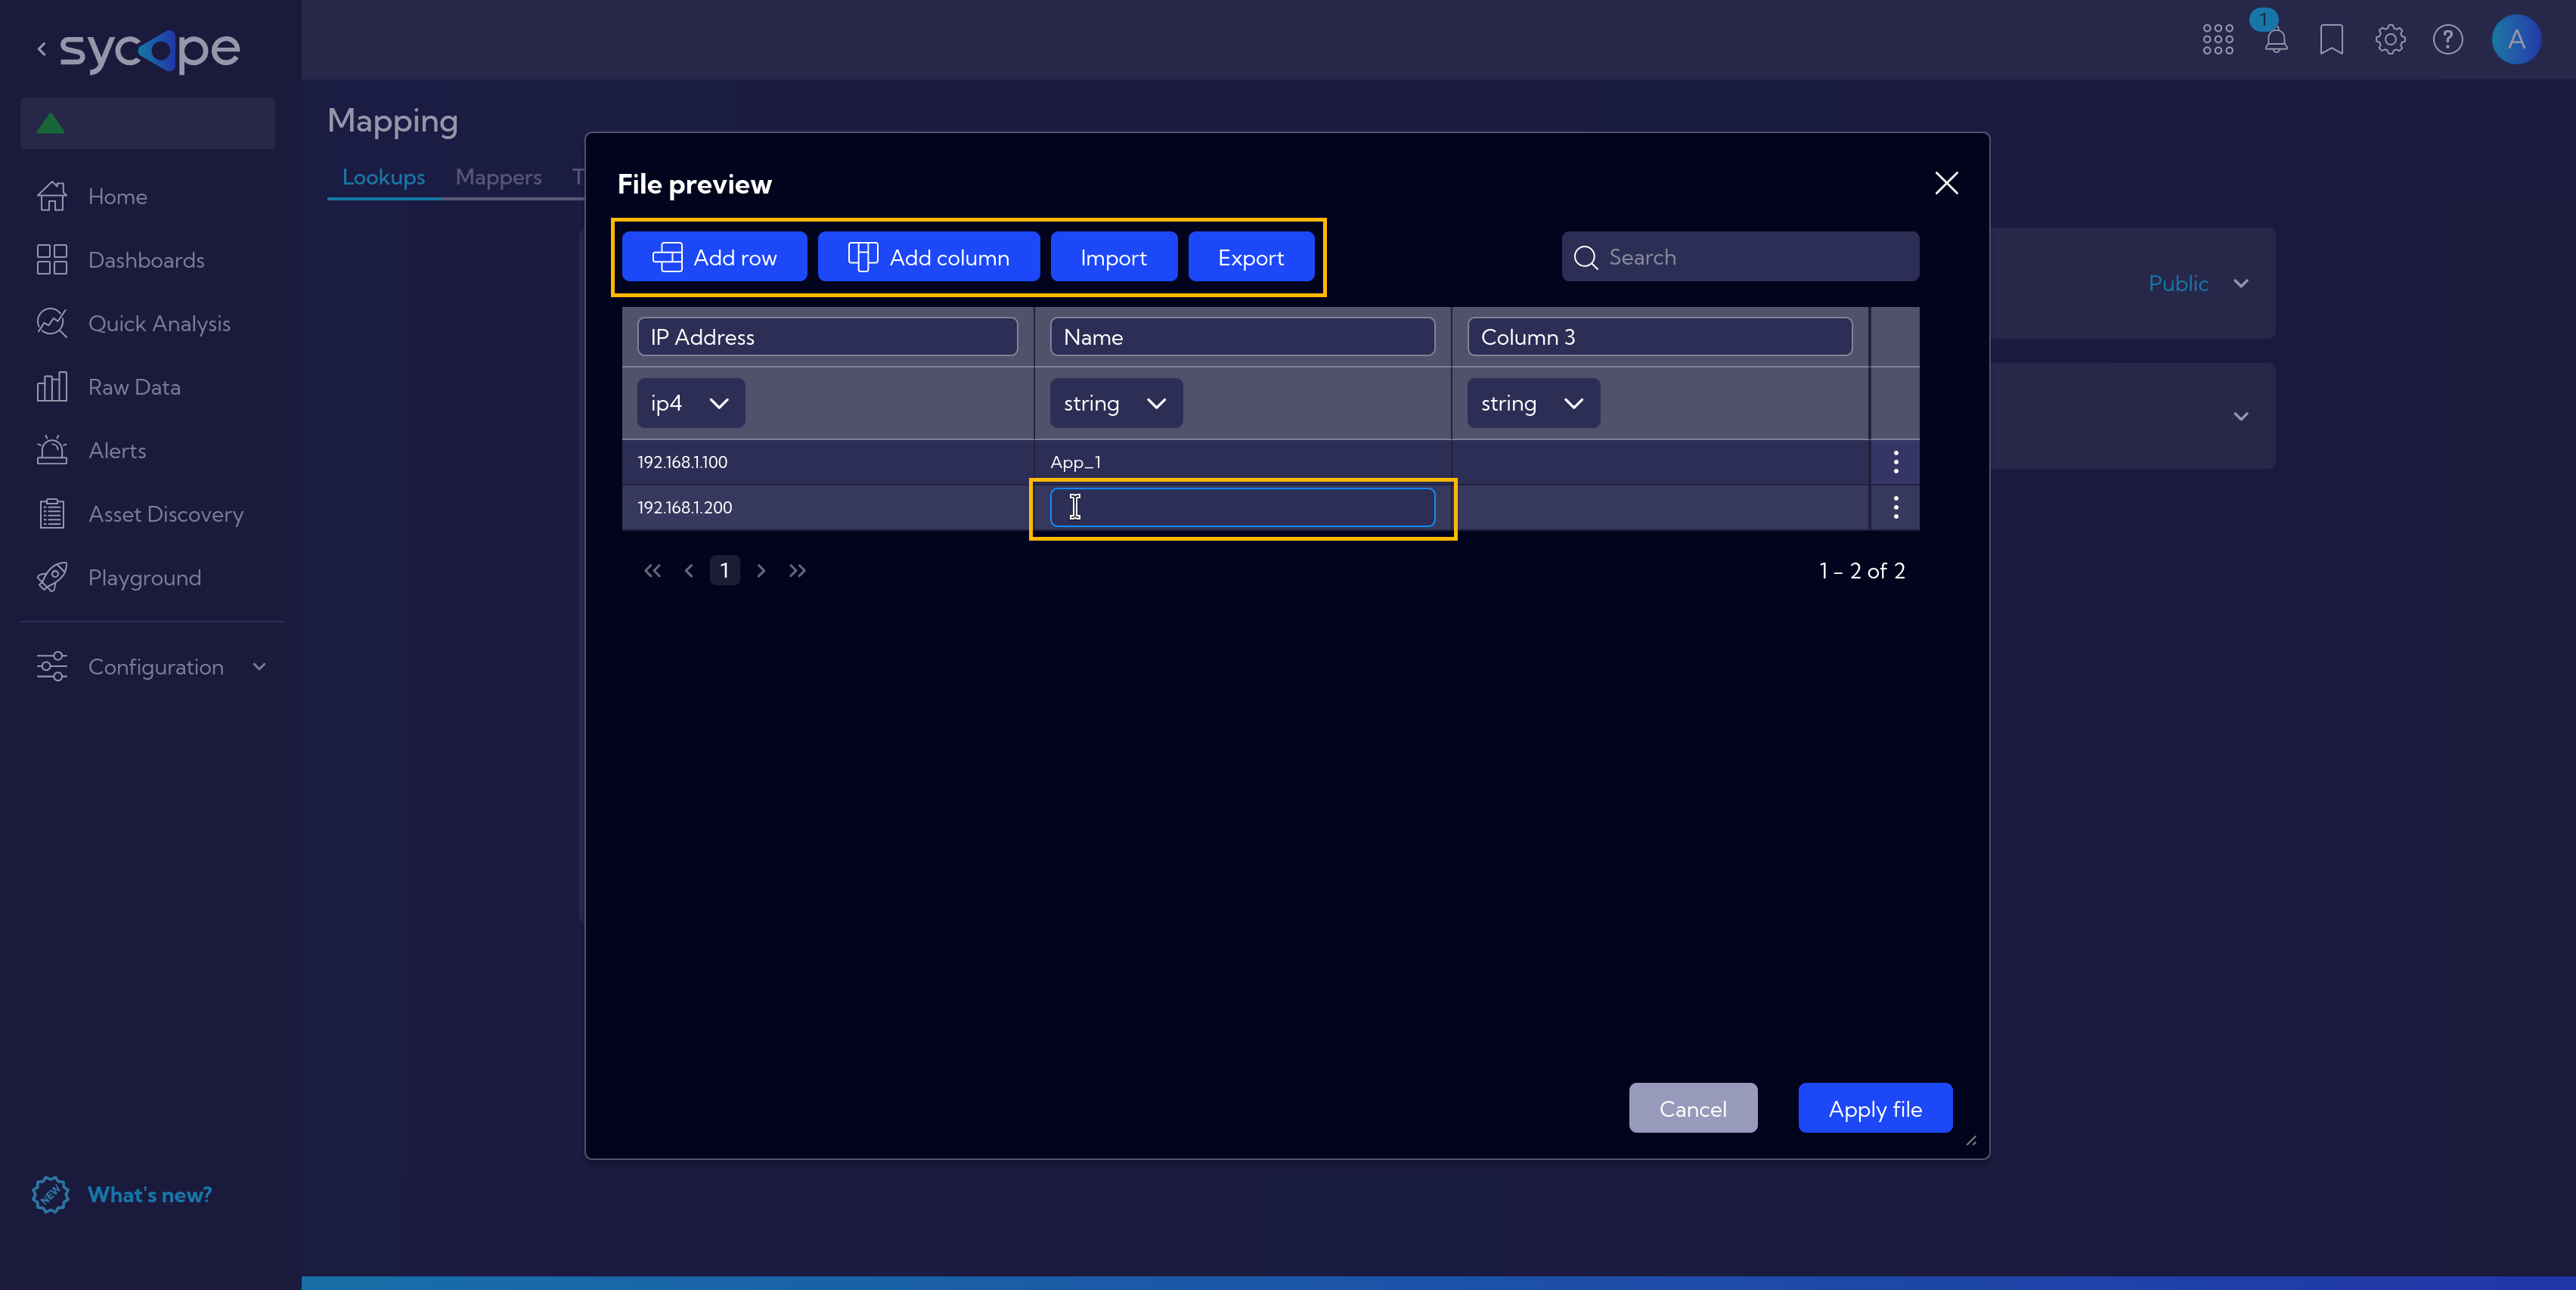 sycope
1
A
Mapping
Lookups Mappers T
Home
Dashboards
Quick Analysis
Raw Data
Alerts
Asset Discovery
Playground
Configuration
NEW
What's new?
Public
File preview
Add row Add column Import Export Search
IP Address Name Column 3
ip4 string string
192.168.1.100 App_1
192.168.1.200
1
1 – 2 of 2
Cancel Apply file